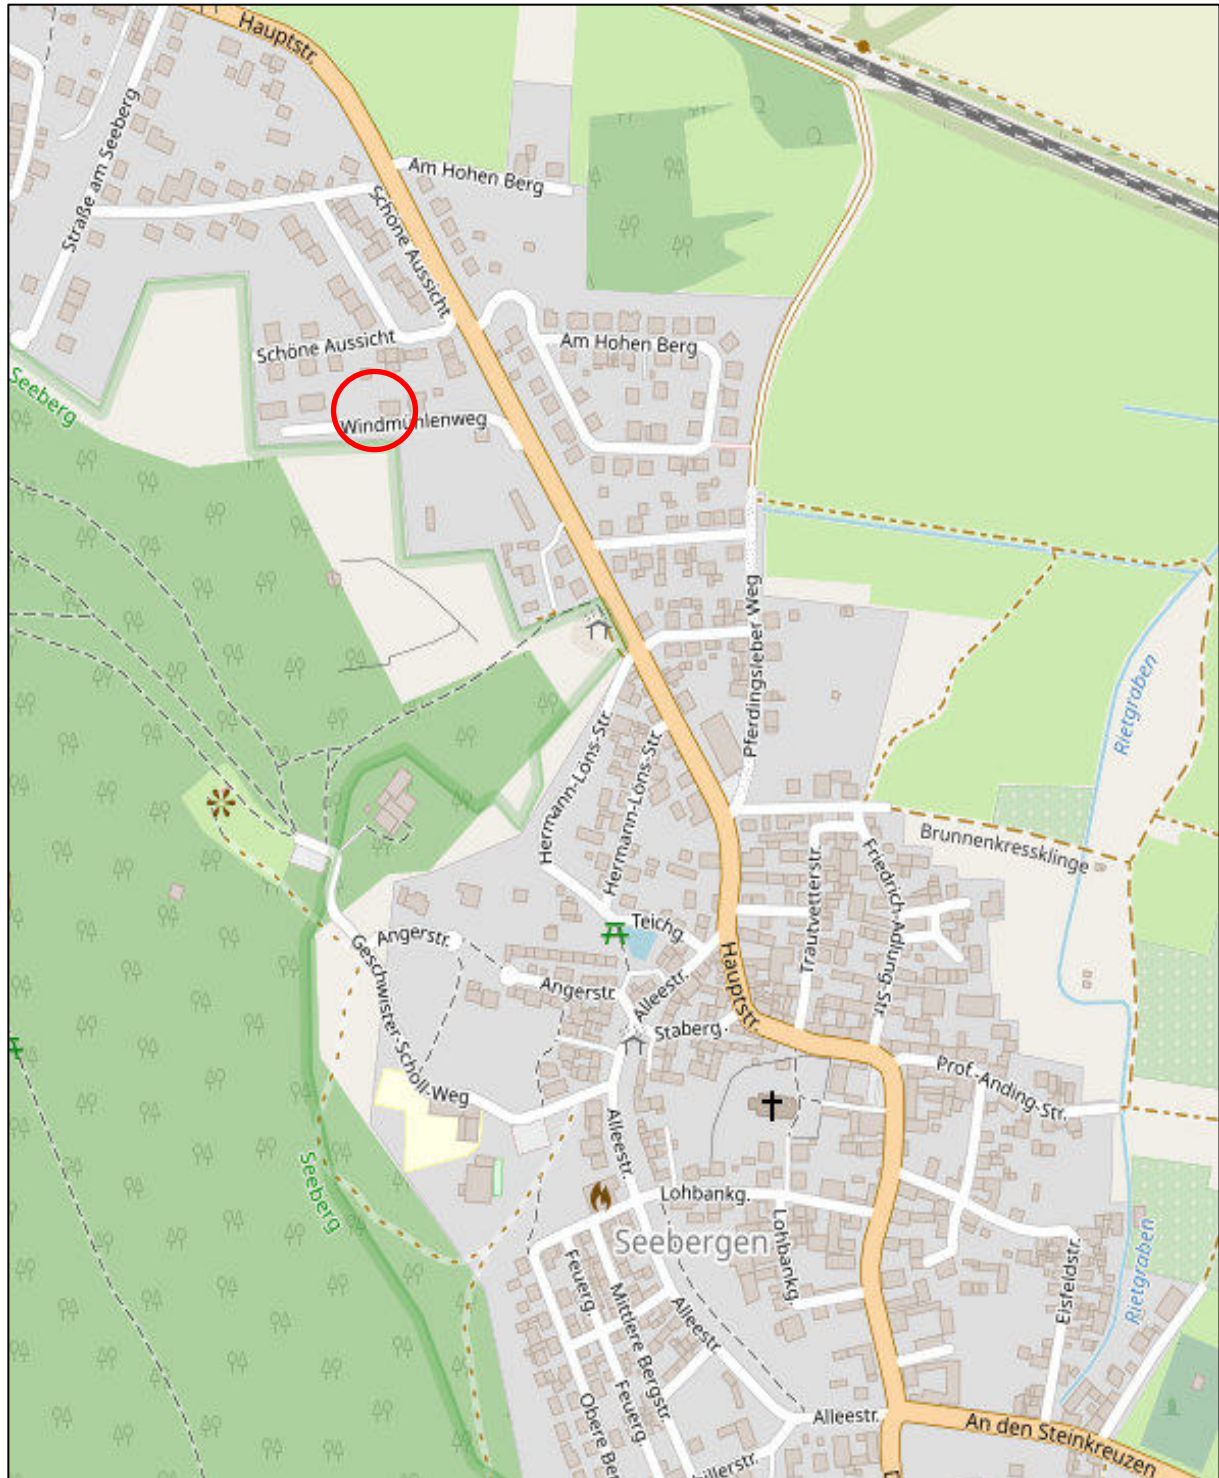 Hauptstr.
Straße am Seeberg
Am Hohen Berg
Schöne Aussicht
Schöne Aussicht
Am Hohen Berg
Seeberg
Windmühlenweg
Pferdingsleber Weg
Rietgraben
Hermann-Löns-Str.
Hermann-Löns-Str.
Brunnenkressklinge
Trautvetterstr.
Friedrich-Adlung-Str.
Teichg.
Angerstr.
Geschwister-Scholl-Weg
Hauptstr.
Alleestr.
Angerstr.
Staberg.
Prof.-Anding-Str.
Alleestr.
Seeberg
Lohbankg.
Seebergen
Lohbankg.
Feuerg.
Mittlere Bergstr.
Eisfeldstr.
Rietgraben
Alleestr.
Feuerg.
Obere Ber
Alleestr.
An den Steinkreuzen
hillerstr.
D